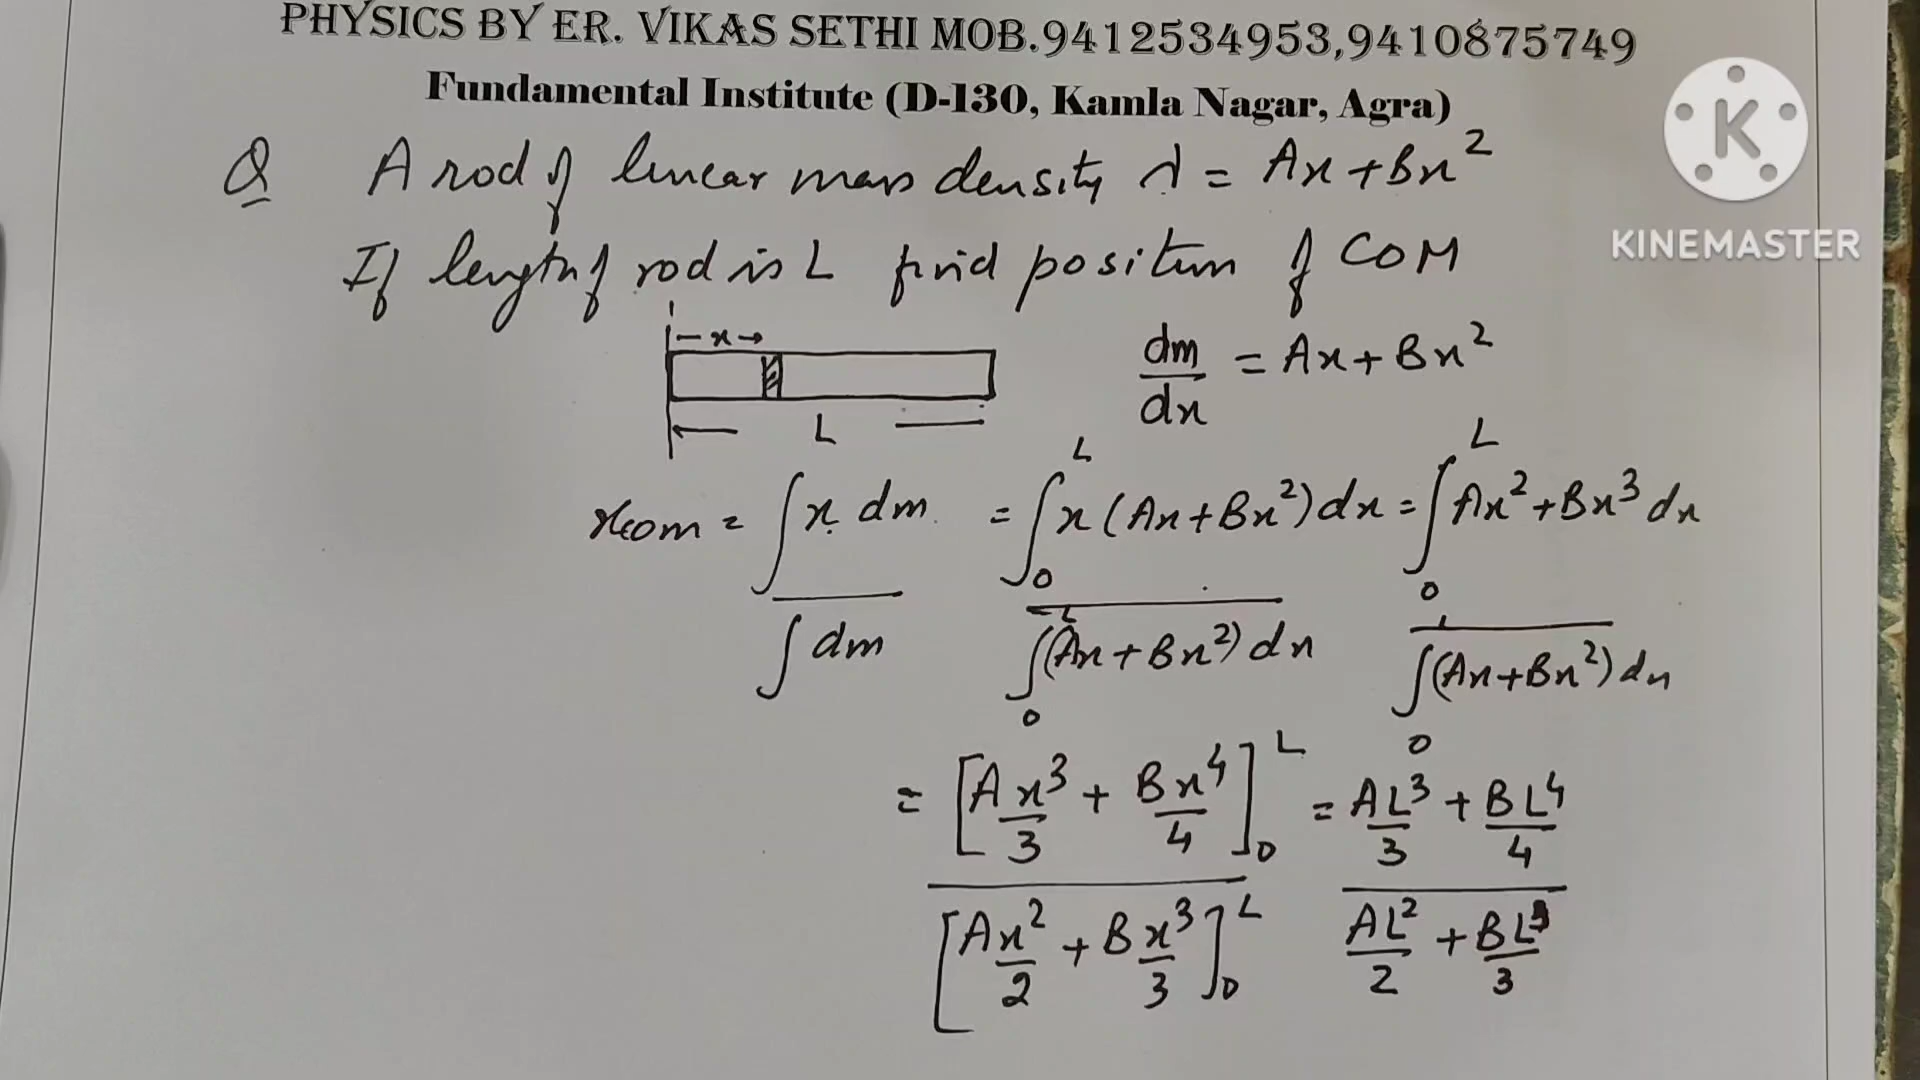 PHYSICS BY ER. VIKAS SETHI MOB.9412534953,9410875749
Fundamental Institute (D-130, Kamla Nagar, Agra)
K
KINEMASTER
Q A rod of linear mass density λ = Ax + Bx²
If length of rod is L find position of COM
x
L
dm/dx = Ax + Bx²
xcom = ∫x dm / ∫dm = ∫₀ᴸ x(Ax + Bx²)dx / ∫₀ᴸ (Ax + Bx²)dx = ∫₀ᴸ Ax² + Bx³ dx / ∫₀ᴸ (Ax + Bx²)dx
= [Ax³/3 + Bx⁴/4]₀ᴸ / [Ax²/2 + Bx³/3]₀ᴸ = AL³/3 + BL⁴/4 / AL²/2 + BL³/3